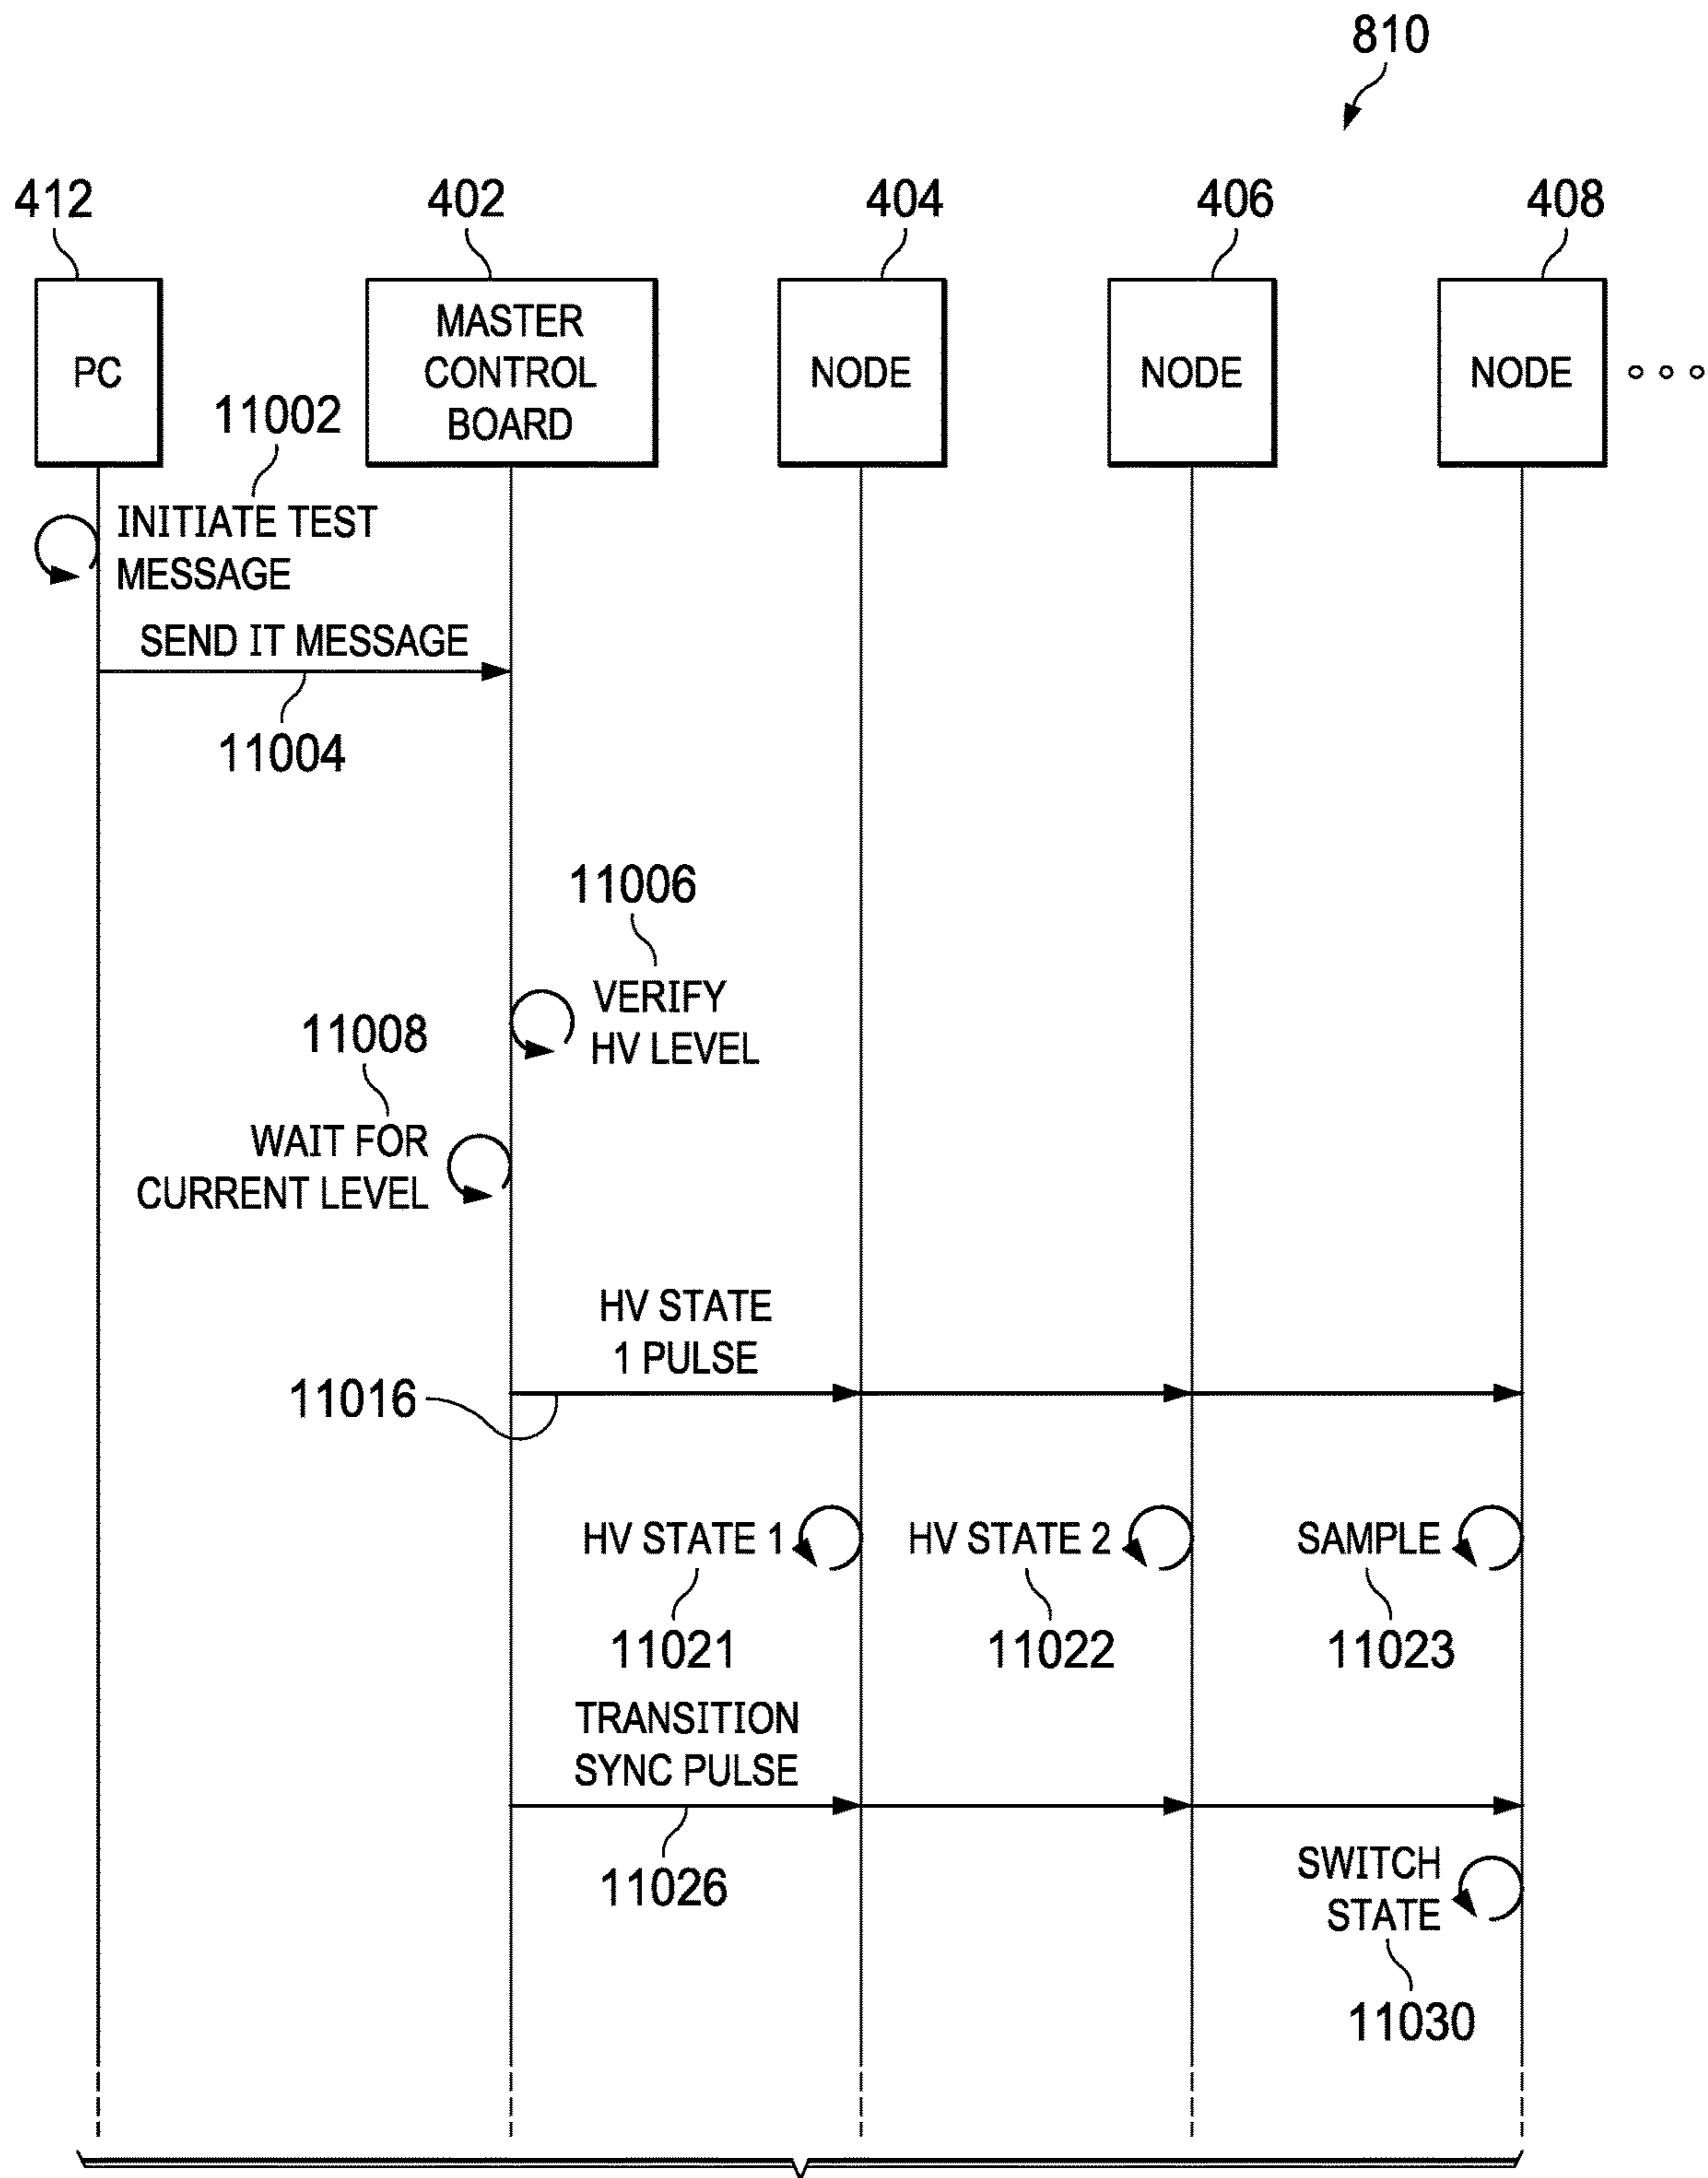 810
412
402
404
406
408
PC
MASTER
CONTROL
BOARD
NODE
NODE
NODE
11002
INITIATE TEST
MESSAGE
SEND IT MESSAGE
11004
11006
VERIFY
HV LEVEL
11008
WAIT FOR
CURRENT LEVEL
HV STATE
1 PULSE
11016
HV STATE 1
HV STATE 2
SAMPLE
11021
11022
11023
TRANSITION
SYNC PULSE
11026
SWITCH
STATE
11030